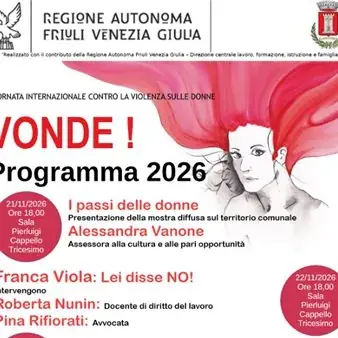 REGIONE AUTONOMA
FRIULI VENEZIA GIULIA
"Realizzato con il contributo della Regione Autonoma Friuli Venezia Giulia – Direzione centrale lavoro, formazione, istruzione e famiglia
ORNATA INTERNAZIONALE CONTRO LA VIOLENZA SULLE DONNE
VONDE !
Programma 2026
21/11/2026
Ore 18,00
Sala
Pierluigi
Cappello
Tricesimo
I passi delle donne
Presentazione della mostra diffusa sul territorio comunale
Alessandra Vanone
Assessora alla cultura e alle pari opportunità
Franca Viola: Lei disse NO!
ntervengono
Roberta Nunin: Docente di diritto del lavoro
Pina Rifiorati: Avvocata
22/11/2026
Ore 18,00
Sala
Pierluigi
Cappello
Tricesimo